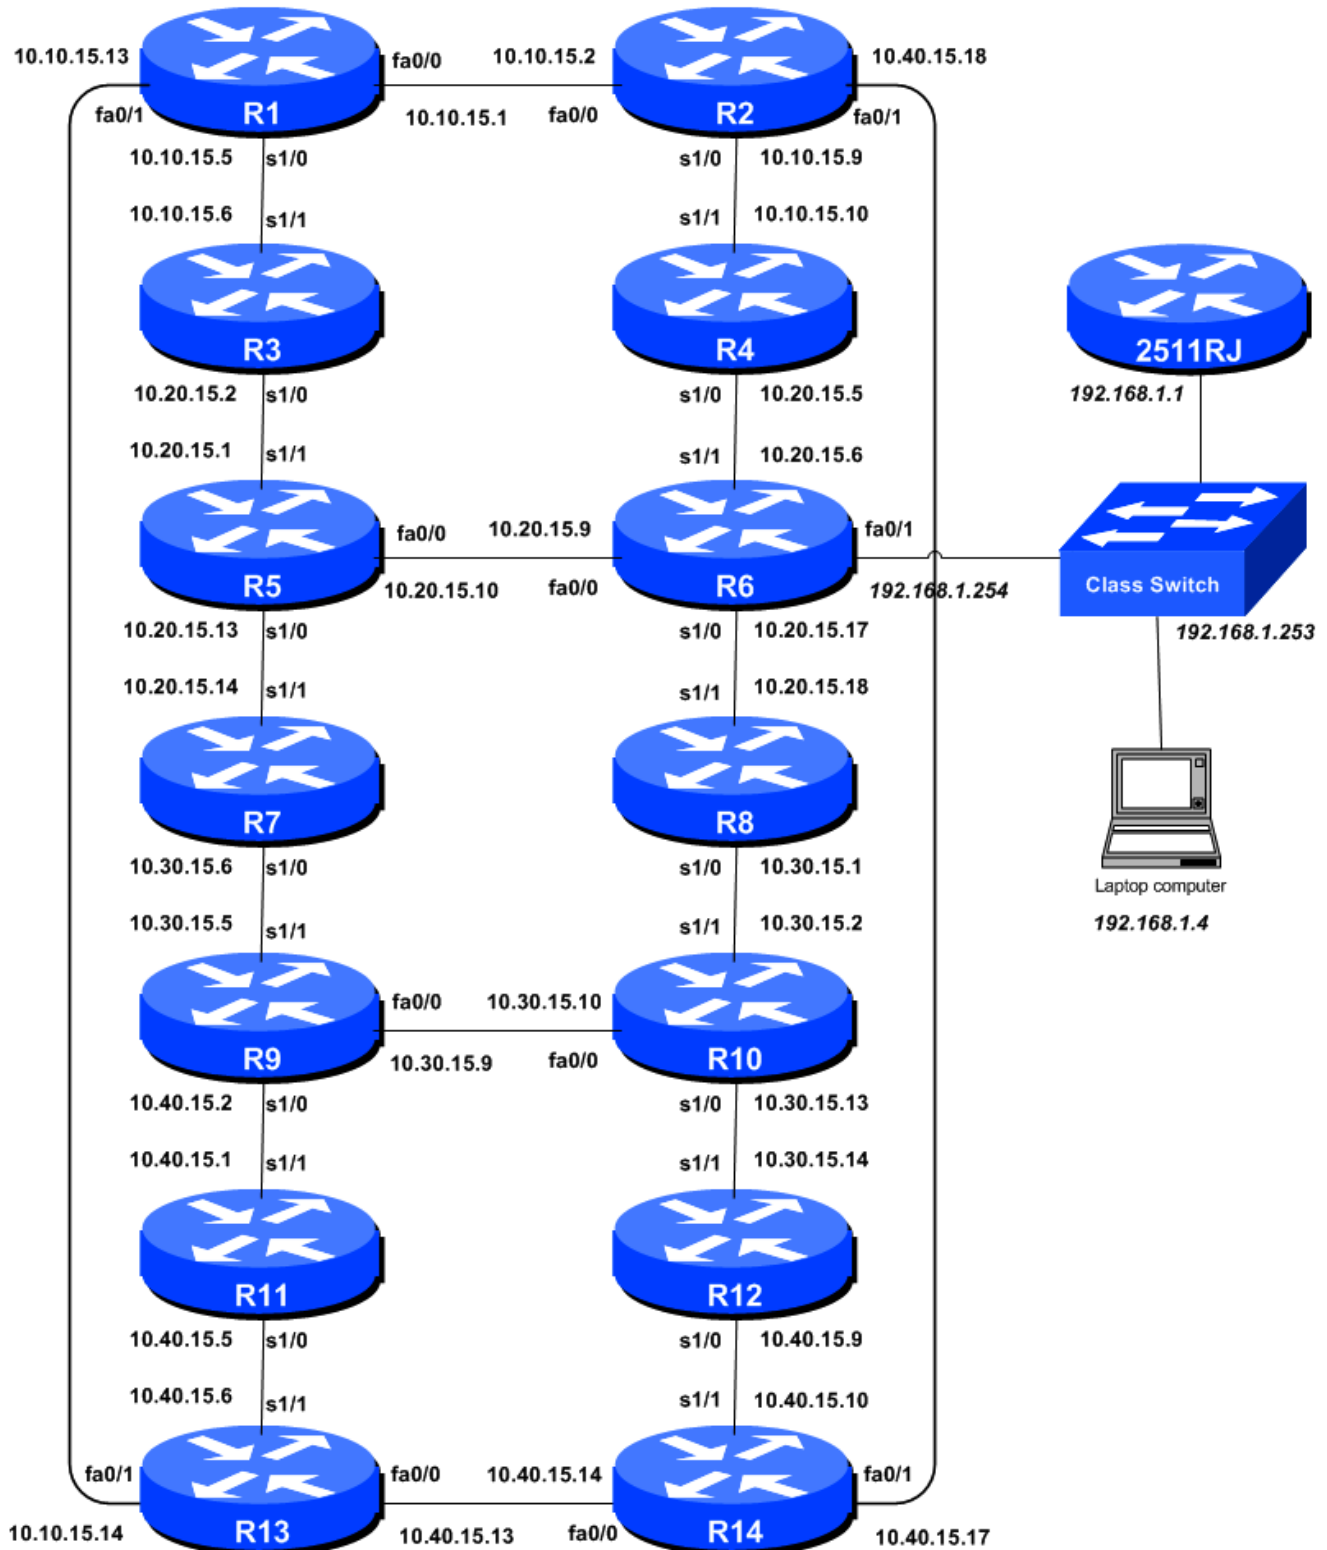 10.10.15.13
fa0/0
10.10.15.2
10.40.15.18
fa0/1
R1
10.10.15.1
fa0/0
R2
fa0/1
10.10.15.5
s1/0
s1/0
10.10.15.9
10.10.15.6
s1/1
s1/1
10.10.15.10
R3
R4
2511RJ
10.20.15.2
s1/0
s1/0
10.20.15.5
192.168.1.1
10.20.15.1
s1/1
s1/1
10.20.15.6
fa0/0
10.20.15.9
fa0/1
R5
10.20.15.10
fa0/0
R6
192.168.1.254
Class Switch
10.20.15.13
s1/0
s1/0
10.20.15.17
192.168.1.253
10.20.15.14
s1/1
s1/1
10.20.15.18
R7
R8
10.30.15.6
s1/0
s1/0
10.30.15.1
Laptop computer
10.30.15.5
s1/1
s1/1
10.30.15.2
192.168.1.4
fa0/0
10.30.15.10
R9
10.30.15.9
fa0/0
R10
10.40.15.2
s1/0
s1/0
10.30.15.13
10.40.15.1
s1/1
s1/1
10.30.15.14
R11
R12
10.40.15.5
s1/0
s1/0
10.40.15.9
10.40.15.6
s1/1
s1/1
10.40.15.10
fa0/1
fa0/0
10.40.15.14
fa0/1
10.10.15.14
R13
10.40.15.13
fa0/0
R14
10.40.15.17